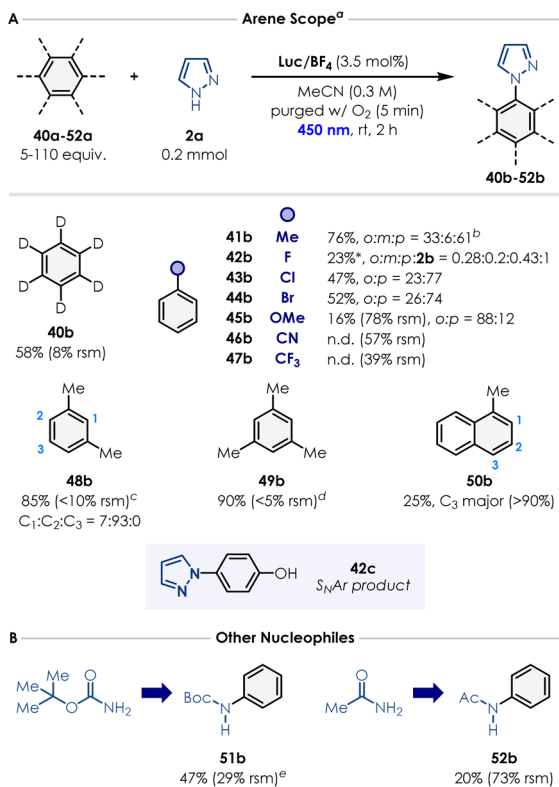 A Arene Scopeᵃ
+
N
N
H
Luc/BF₄ (3.5 mol%)
MeCN (0.3 M)
purged w/ O₂ (5 min)
450 nm, rt, 2 h
N
N
40a-52a
5-110 equiv.
2a
0.2 mmol
40b-52b
D
D
D
D
D
D
40b
58% (8% rsm)
41b Me 76%, o:m:p = 33:6:61ᵇ
42b F 23%*, o:m:p:2b = 0.28:0.2:0.43:1
43b Cl 47%, o:p = 23:77
44b Br 52%, o:p = 26:74
45b OMe 16% (78% rsm), o:p = 88:12
46b CN n.d. (57% rsm)
47b CF₃ n.d. (39% rsm)
Me
2 1
3
Me
48b
85% (<10% rsm)ᶜ
C₁:C₂:C₃ = 7:93:0
Me
Me Me
49b
90% (<5% rsm)ᵈ
Me
1
2
3
50b
25%, C₃ major (>90%)
N
N
OH
42c
SNAr product
B Other Nucleophiles
Me
Me
Me
O
O
NH₂
Boc
N
H
51b
47% (29% rsm)ᵉ
O
Me NH₂
Ac
N
H
52b
20% (73% rsm)